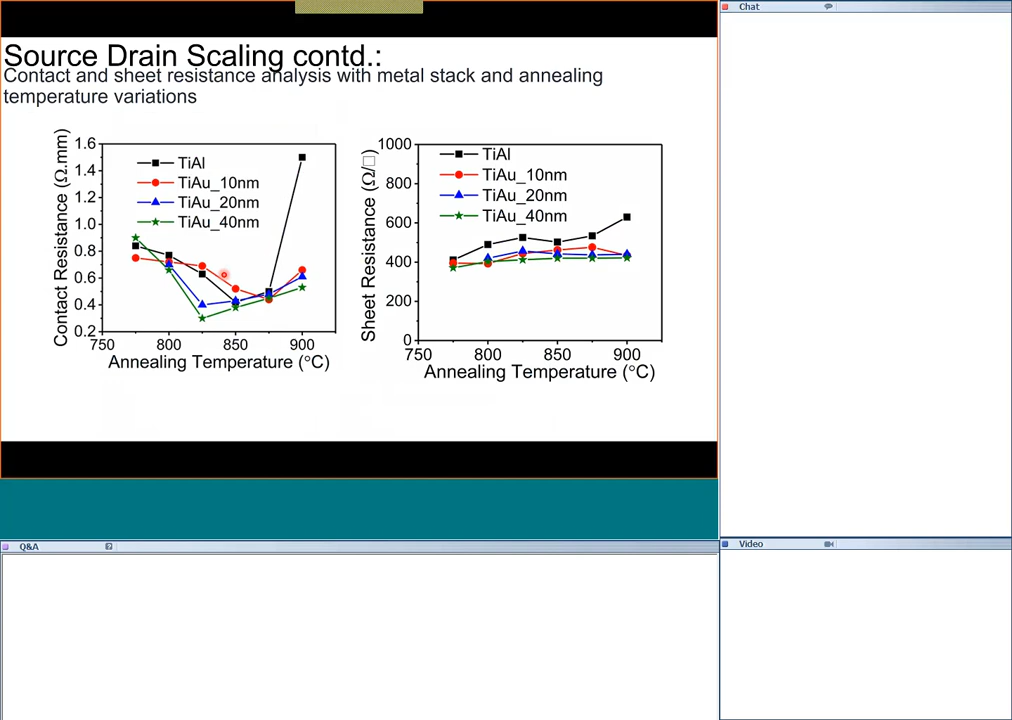 Chat
Source Drain Scaling contd.:
Contact and sheet resistance analysis with metal stack and annealing
temperature variations
Contact Resistance (Ω.mm)
1.6
1.4
1.2
1.0
0.8
0.6
0.4
0.2
TiAl
TiAu_10nm
TiAu_20nm
TiAu_40nm
750
800
850
900
Annealing Temperature (°C)
Sheet Resistance (Ω/□)
1000
800
600
400
200
0
TiAl
TiAu_10nm
TiAu_20nm
TiAu_40nm
750
800
850
900
Annealing Temperature (°C)
Q&A
Video